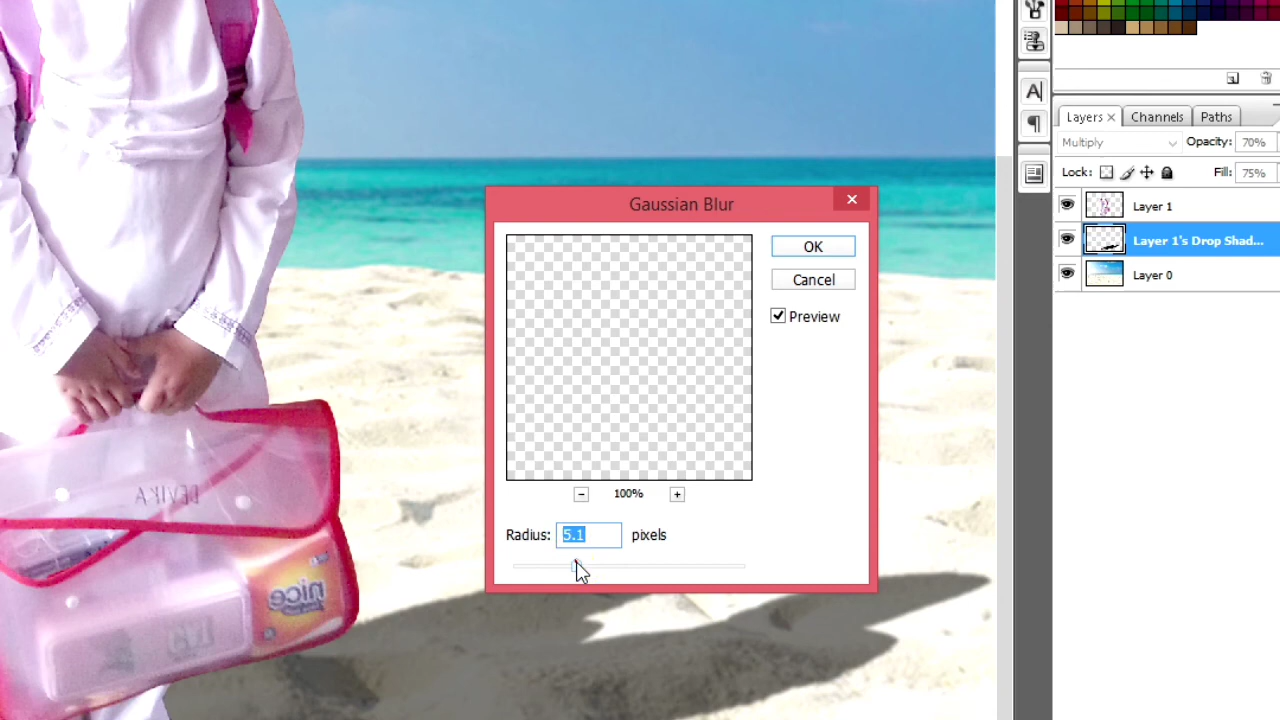 Gaussian Blur
OK
Cancel
Preview
100%
Radius: 5.1 pixels
Layers
Channels
Paths
Multiply
Opacity: 70%
Lock:
Fill: 75%
Layer 1
Layer 1's Drop Shad...
Layer 0
DEVIKA
nice